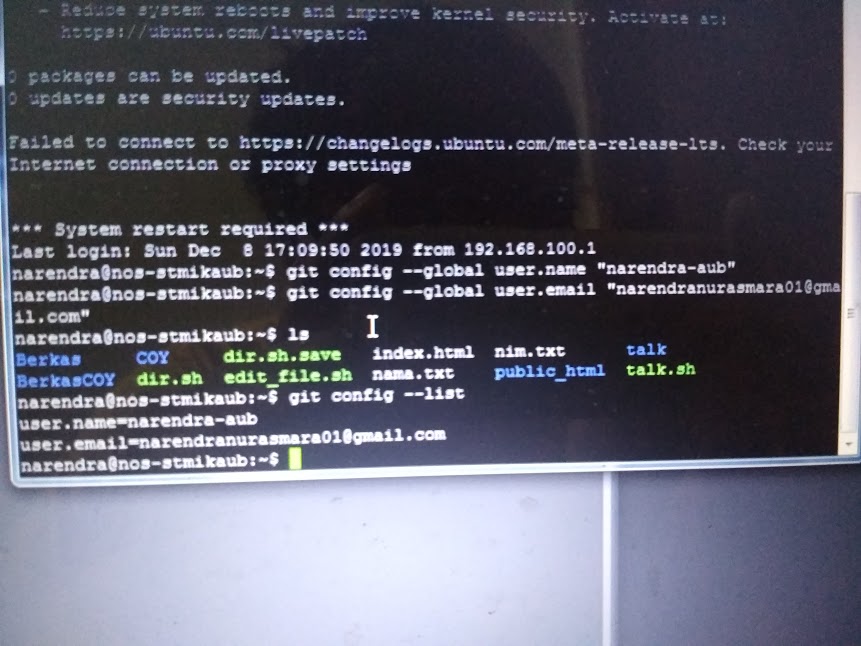 - Reduce system reboots and improve kernel security. Activate at:
https://ubuntu.com/livepatch
0 packages can be updated.
0 updates are security updates.
Failed to connect to https://changelogs.ubuntu.com/meta-release-lts. Check your
Internet connection or proxy settings
*** System restart required ***
Last login: Sun Dec  8 17:09:50 2019 from 192.168.100.1
narendra@nos-stmikaub:~$ git config --global user.name "narendra-aub"
narendra@nos-stmikaub:~$ git config --global user.email "narendranurasmara01@gma
il.com"
narendra@nos-stmikaub:~$ ls
Berkas COY dir.sh.save index.html nim.txt talk
BerkasCOY dir.sh edit_file.sh nama.txt public_html talk.sh
narendra@nos-stmikaub:~$ git config --list
user.name=narendra-aub
user.email=narendranurasmara01@gmail.com
narendra@nos-stmikaub:~$